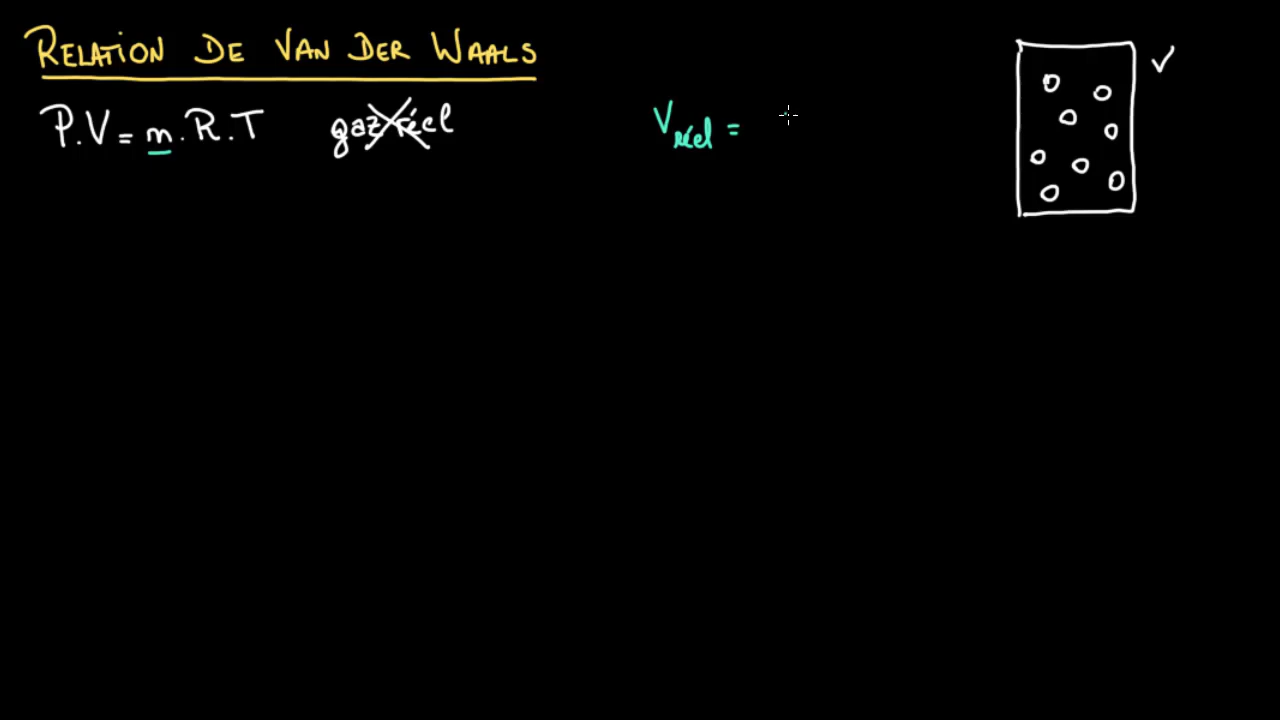 RELATION DE VAN DER WAALS
P.V = n.R.T gaz réel
V réel =